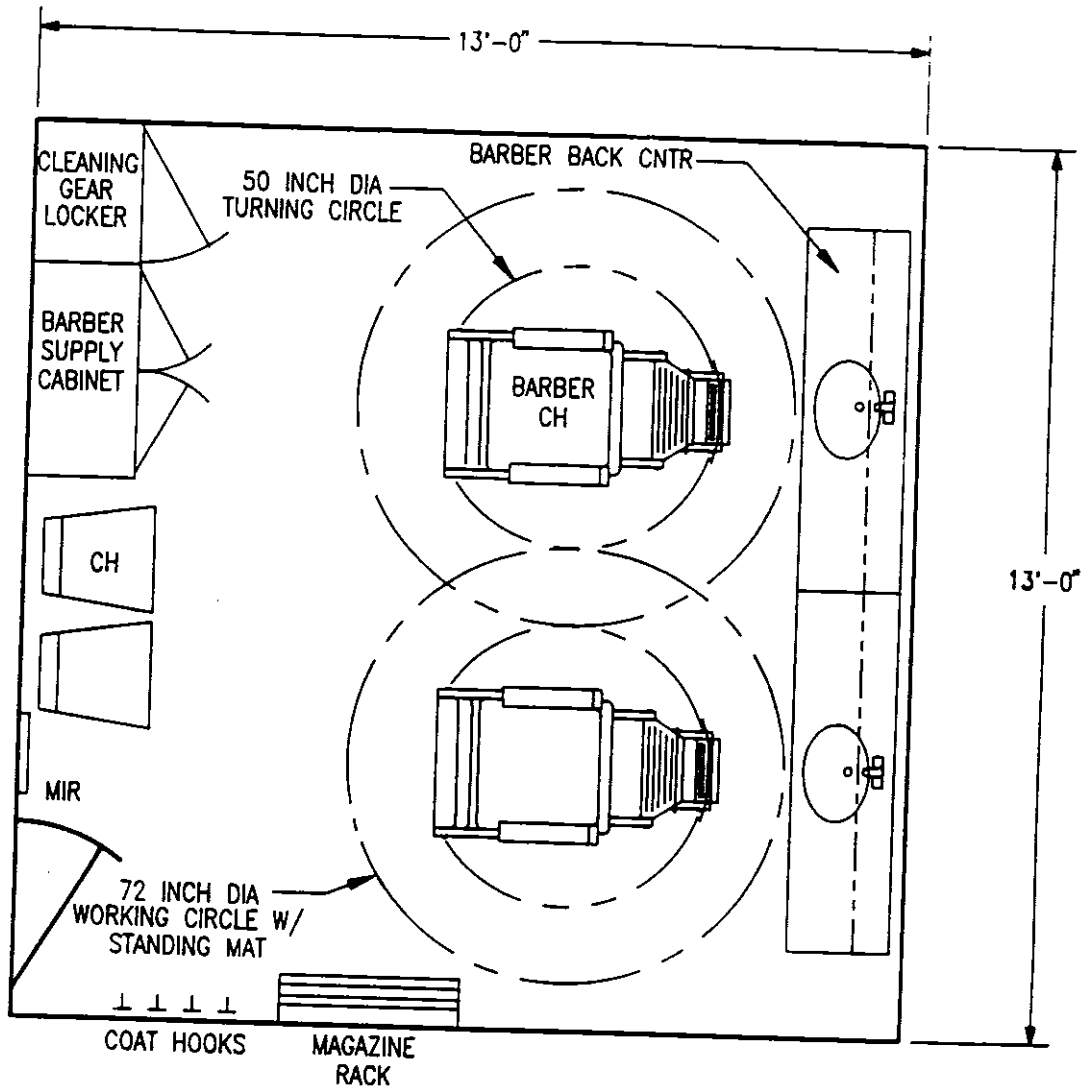 13'-0"
CLEANING
GEAR
LOCKER
50 INCH DIA
TURNING CIRCLE
BARBER BACK CNTR
BARBER
SUPPLY
CABINET
BARBER
CH
CH
13'-0"
MIR
72 INCH DIA
WORKING CIRCLE W/
STANDING MAT
COAT HOOKS
MAGAZINE
RACK